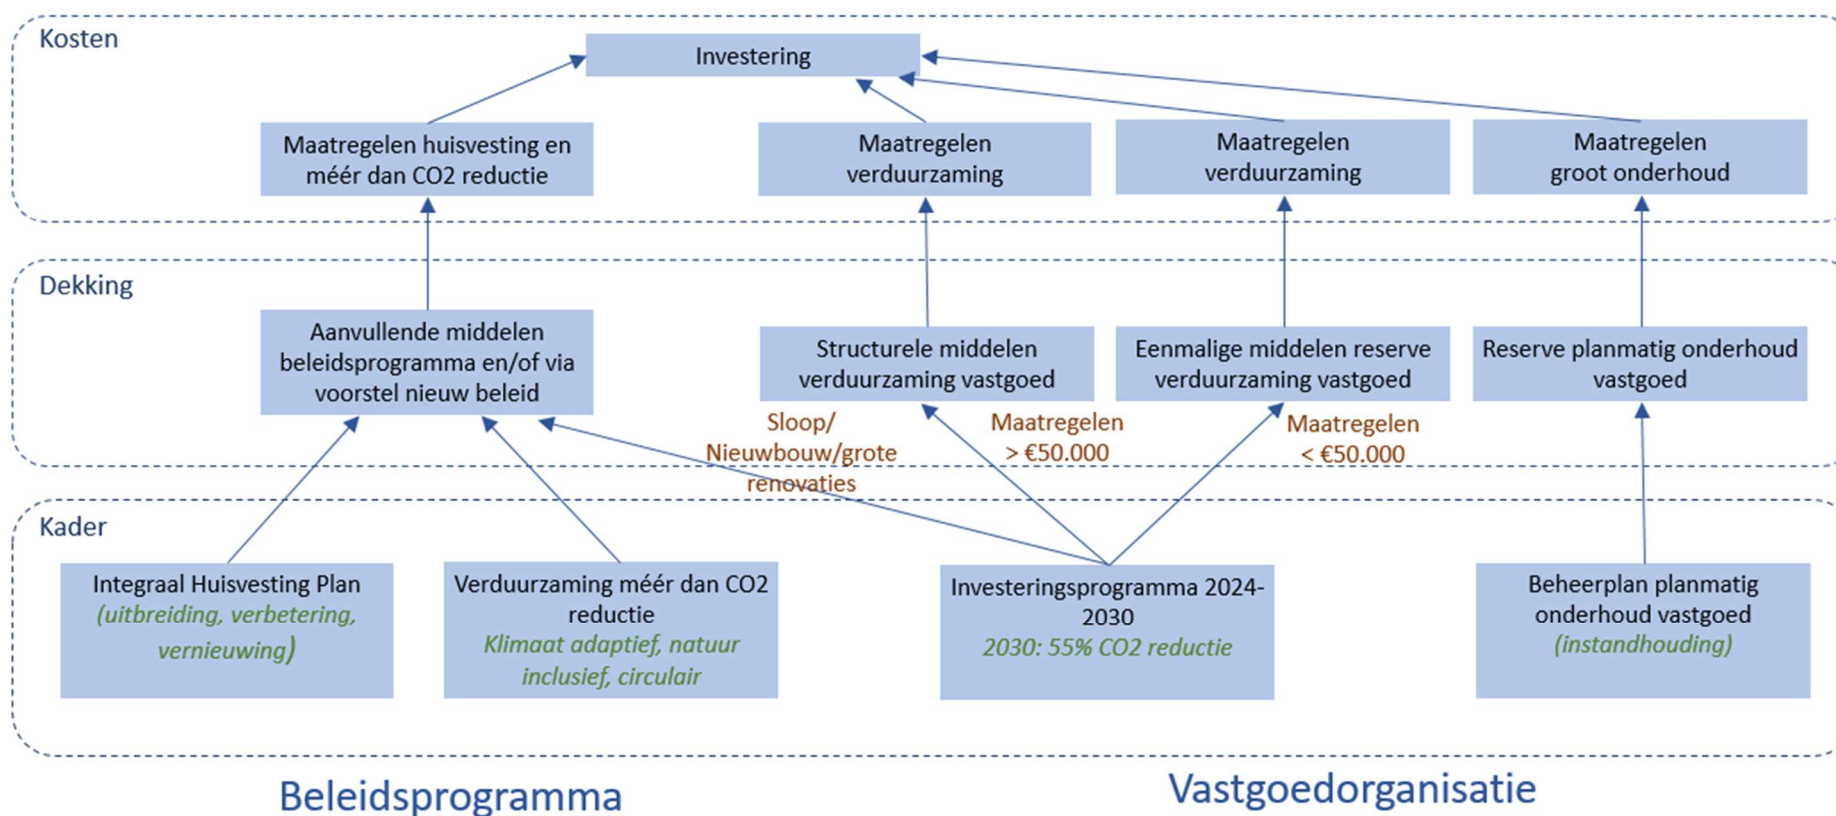 Kosten
Investering
Maatregelen huisvesting en
méér dan CO2 reductie
Maatregelen
verduurzaming
Maatregelen
verduurzaming
Maatregelen
groot onderhoud
Dekking
Aanvullende middelen
beleidsprogramma en/of via
voorstel nieuw beleid
Structurele middelen
verduurzaming vastgoed
Eenmalige middelen reserve
verduurzaming vastgoed
Reserve planmatig onderhoud
vastgoed
Sloop/
Nieuwbouw/grote
renovaties
Maatregelen
> €50.000
Maatregelen
< €50.000
Kader
Integraal Huisvesting Plan
(uitbreiding, verbetering,
vernieuwing)
Verduurzaming méér dan CO2
reductie
Klimaat adaptief, natuur
inclusief, circulair
Investeringsprogramma 2024-
2030
2030: 55% CO2 reductie
Beheerplan planmatig
onderhoud vastgoed
(instandhouding)
Beleidsprogramma
Vastgoedorganisatie